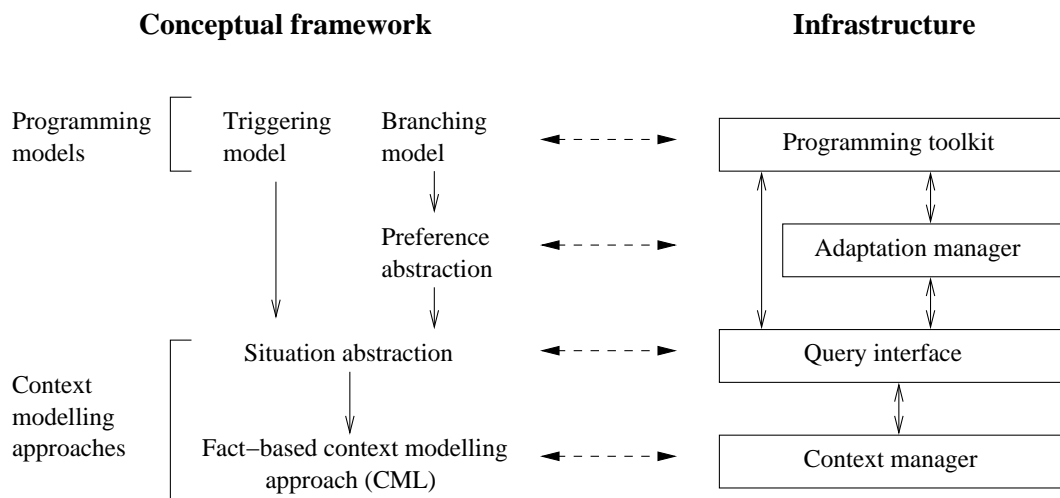 Conceptual framework
Infrastructure
Programming
models
Triggering
model
Branching
model
Programming toolkit
Preference
abstraction
Adaptation manager
Situation abstraction
Query interface
Context
modelling
approaches
Fact−based context modelling
approach (CML)
Context manager